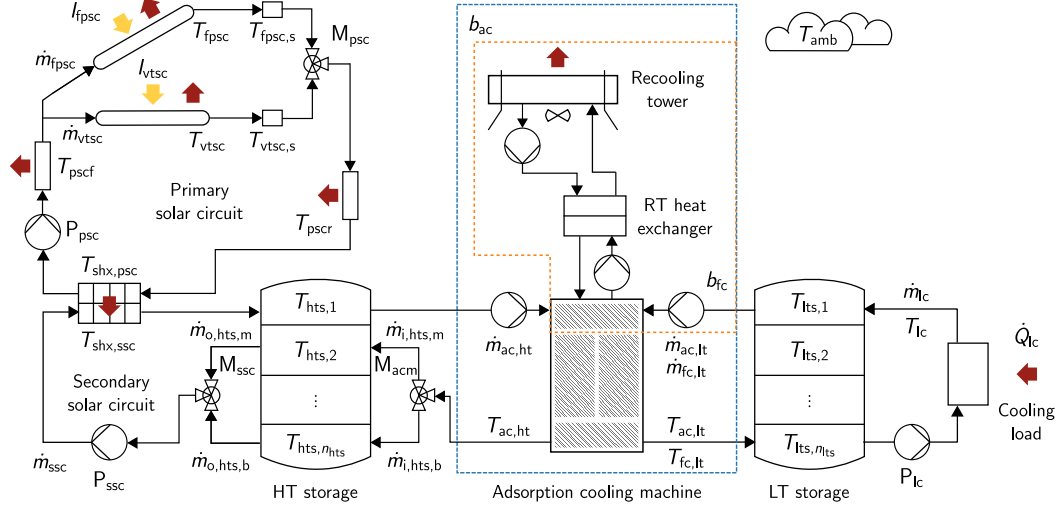 I_fpsc
T_fpsc
T_fpsc,s
M_psc
b_ac
T_amb
ṁ_fpsc
I_vtsc
Recooling
tower
ṁ_vtsc
T_vtsc
T_vtsc,s
T_pscf
Primary
solar circuit
T_pscr
RT heat
exchanger
P_psc
T_shx,psc
T_shx,ssc
b_fc
ṁ_o,hts,m
T_hts,1
ṁ_i,hts,m
ṁ_ac,ht
ṁ_ac,lt
ṁ_fc,lt
T_lts,1
ṁ_lc
T_lc
Q̇_lc
M_ssc
T_hts,2
M_acm
T_lts,2
Secondary
solar circuit
⋮
⋮
Cooling
load
ṁ_ssc
P_ssc
ṁ_o,hts,b
T_hts,n_hts
ṁ_i,hts,b
T_ac,ht
T_ac,lt
T_fc,lt
T_lts,n_lts
P_lc
HT storage
Adsorption cooling machine
LT storage